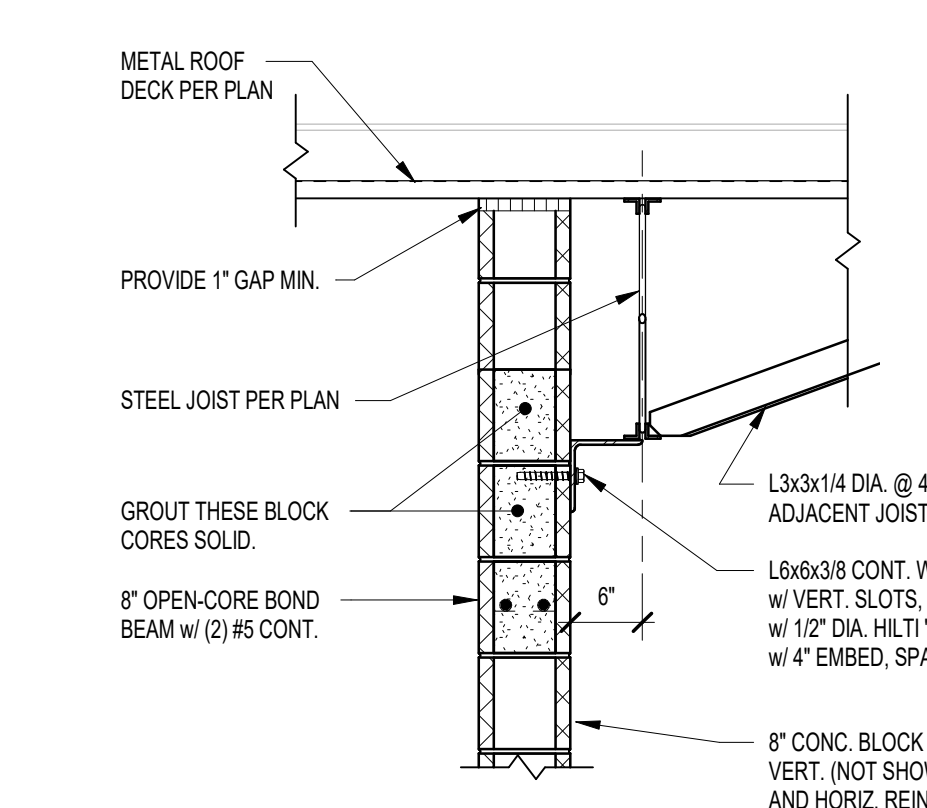 METAL ROOF
DECK PER PLAN
PROVIDE 1" GAP MIN.
STEEL JOIST PER PLAN
GROUT THESE BLOCK
CORES SOLID.
8" OPEN-CORE BOND
BEAM w/ (2) #5 CONT.
6"
L3x3x1/4 DIA. @ 4
ADJACENT JOIST
L6x6x3/8 CONT.
w/ VERT. SLOTS,
w/ 1/2" DIA. HILTI
w/ 4" EMBED,
8" CONC. BLOCK
VERT. (NOT
AND HORIZ.